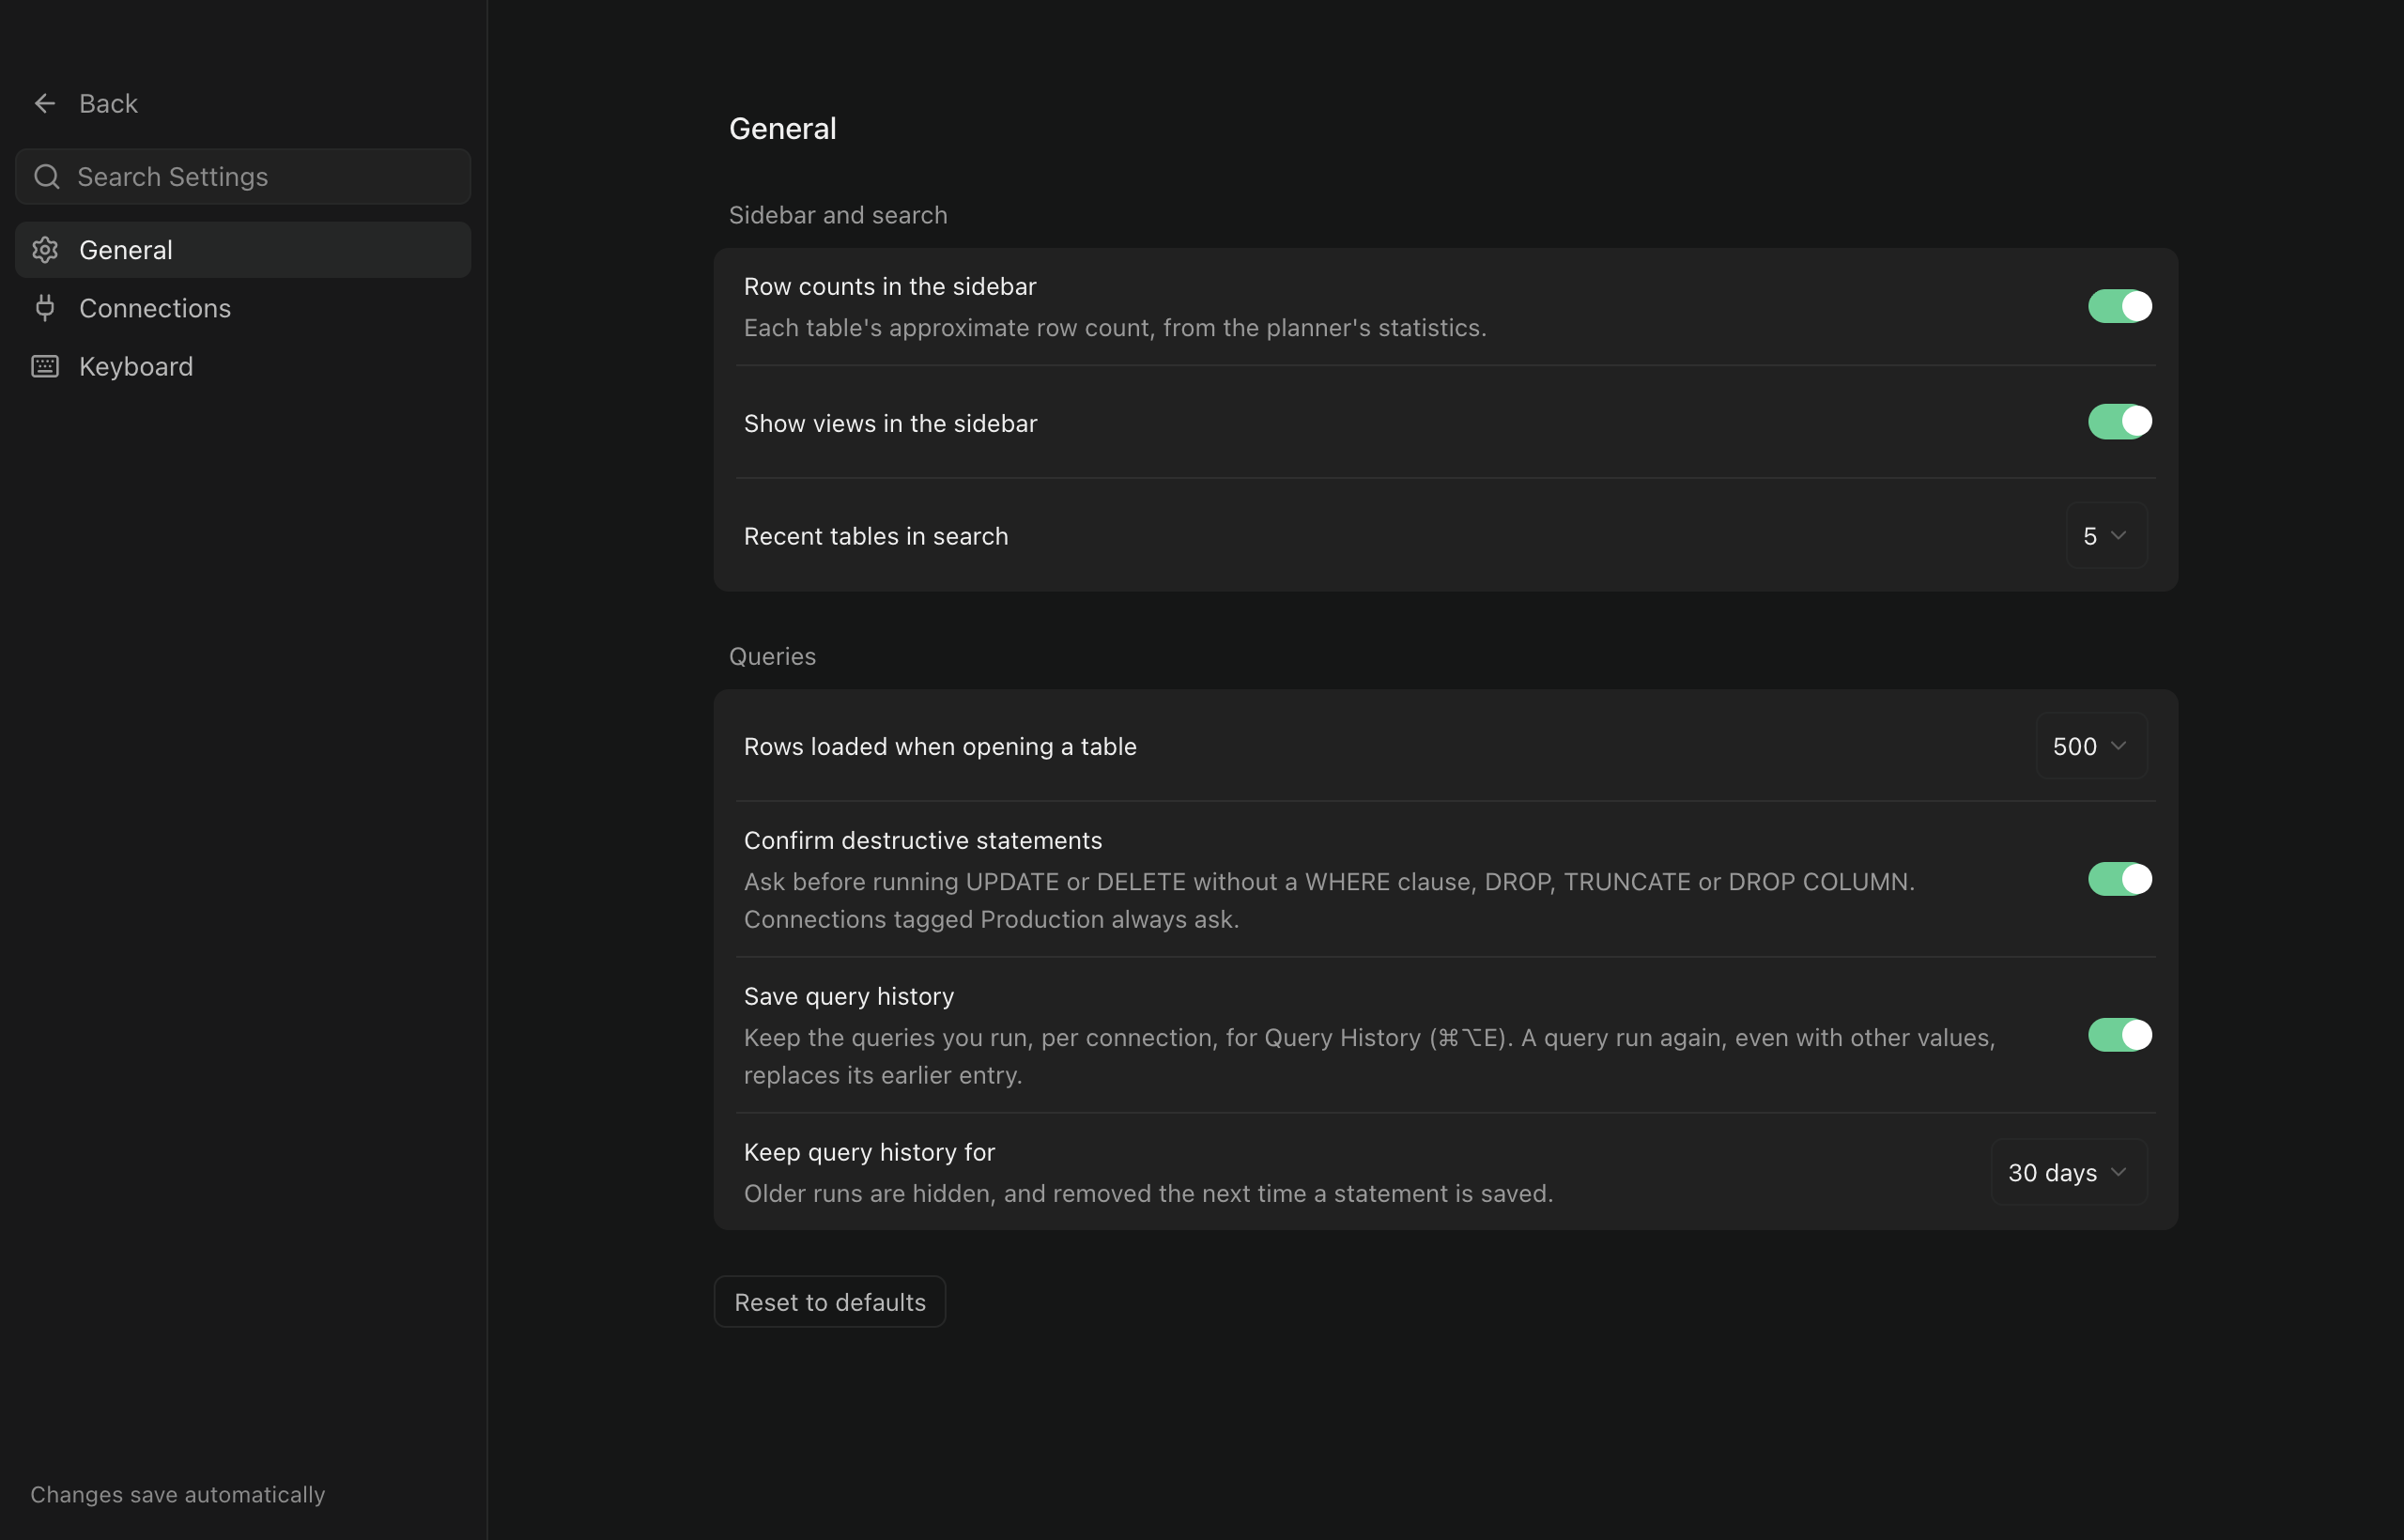 Back
Search Settings
General
Connections
Keyboard
Changes save automatically
General
Sidebar and search
Row counts in the sidebar
Each table's approximate row count, from the planner's statistics.
Show views in the sidebar
Recent tables in search
5
Queries
Rows loaded when opening a table
500
Confirm destructive statements
Ask before running UPDATE or DELETE without a WHERE clause, DROP, TRUNCATE or DROP COLUMN.
Connections tagged Production always ask.
Save query history
Keep the queries you run, per connection, for Query History (⌘⌥E). A query run again, even with other values,
replaces its earlier entry.
Keep query history for
Older runs are hidden, and removed the next time a statement is saved.
30 days
Reset to defaults